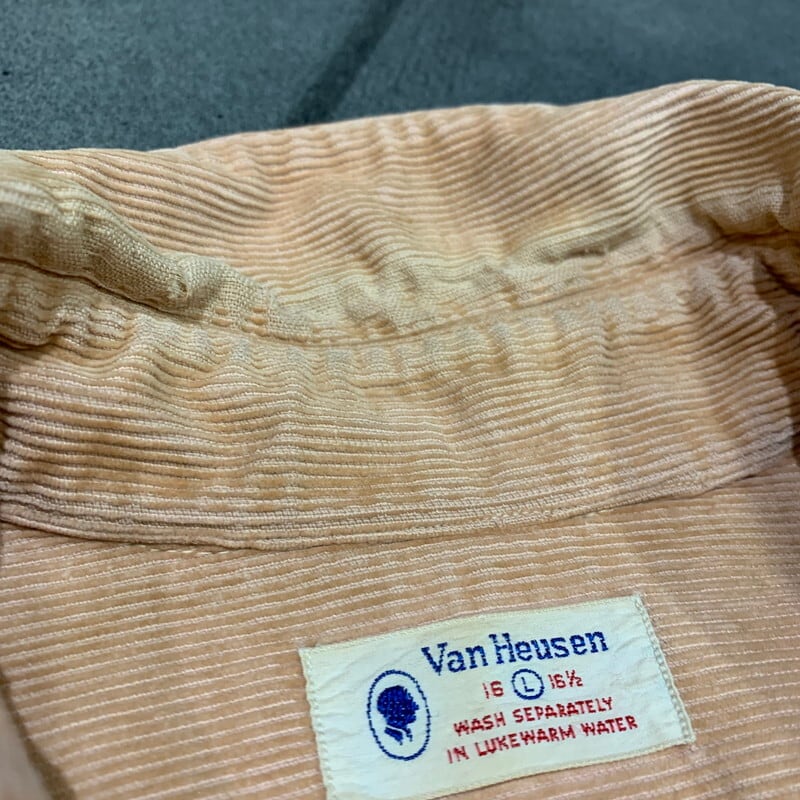 Van Heusen
16 L 16½
WASH SEPARATELY
IN LUKEWARM WATER